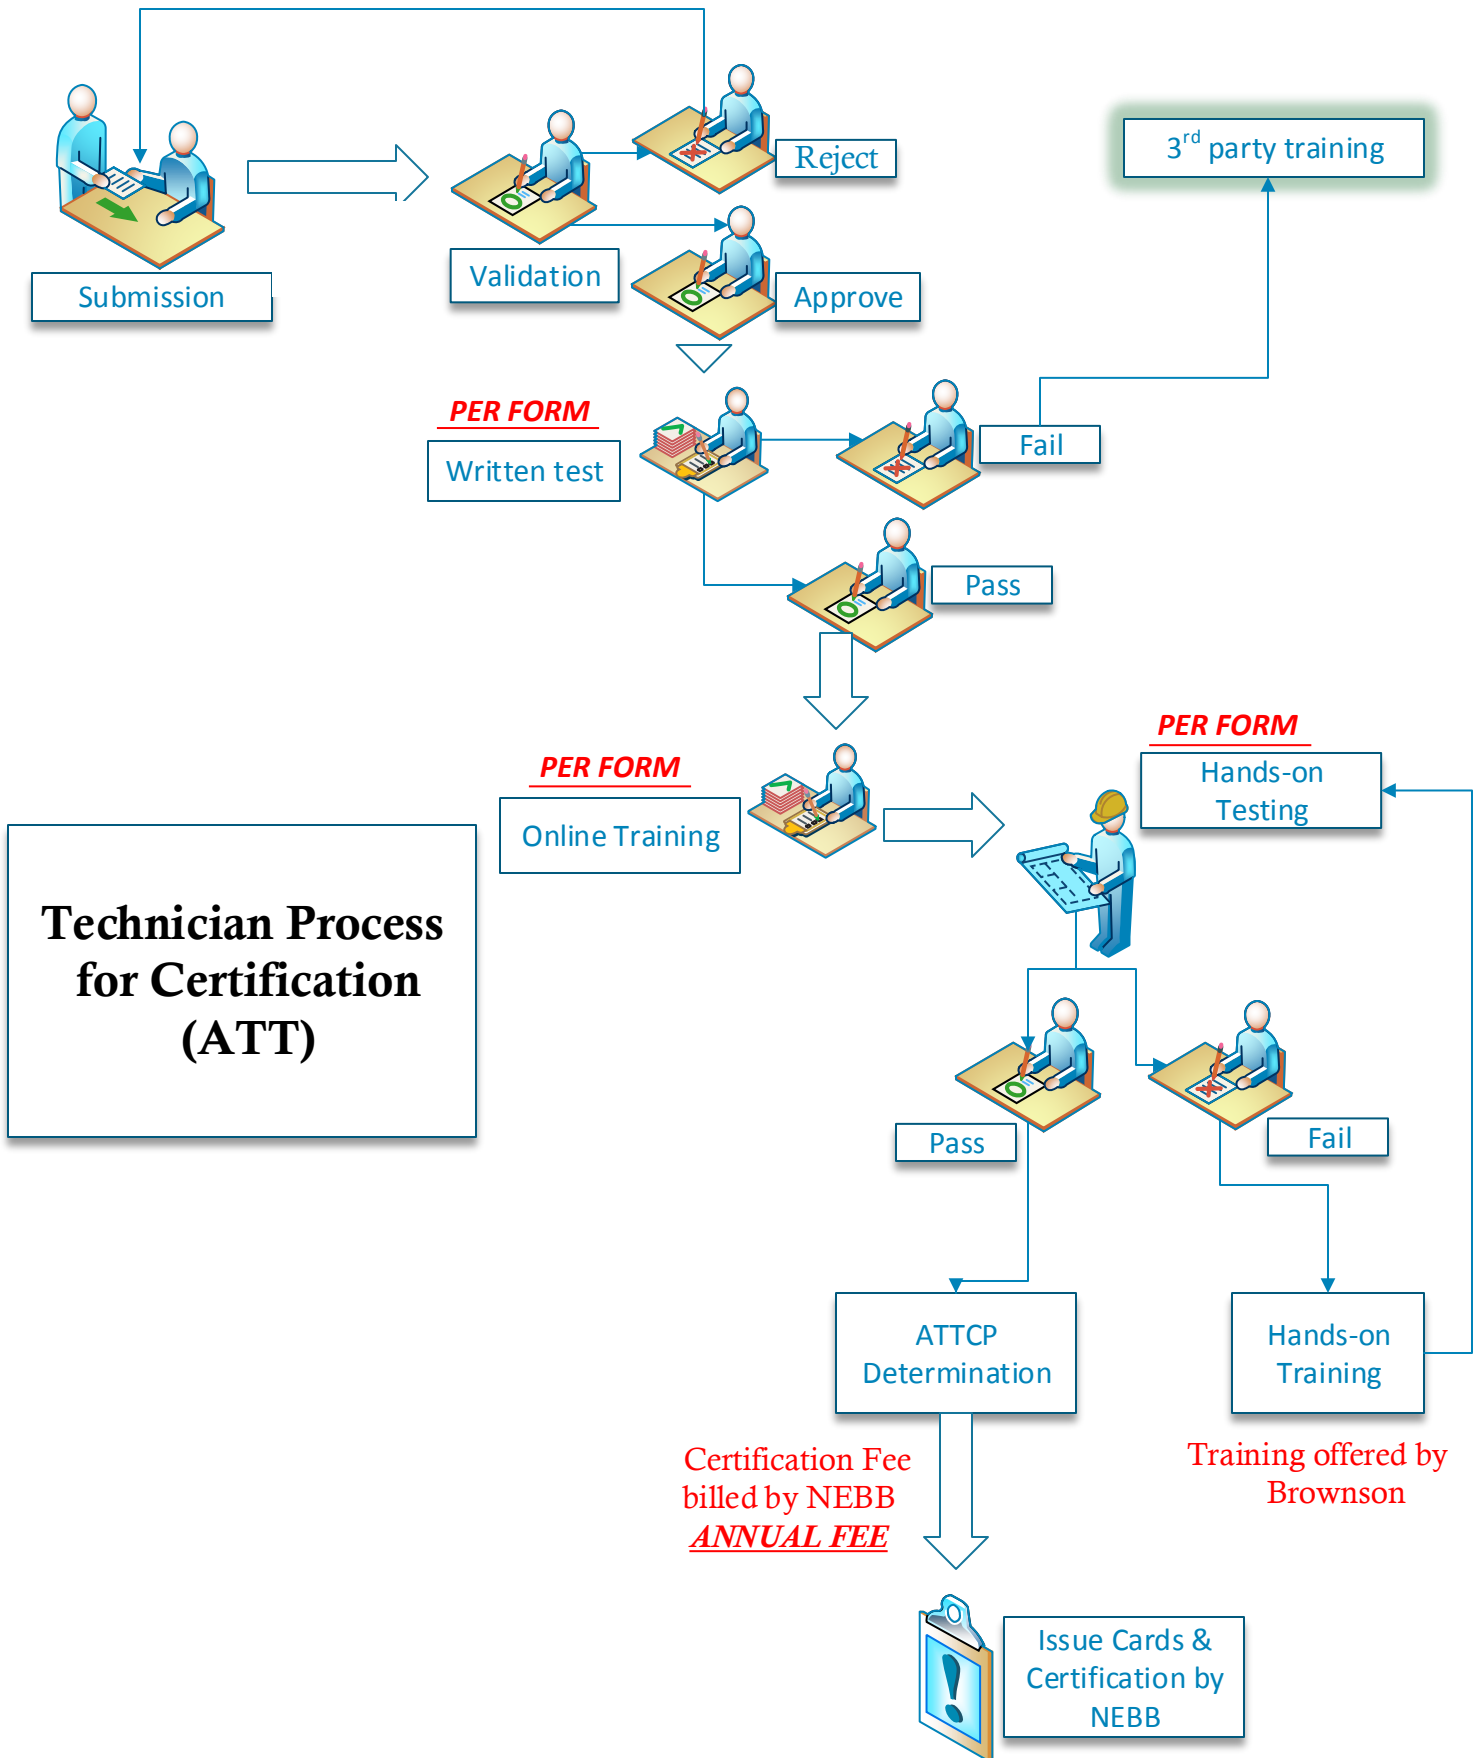 Reject
3rd party training
Submission
Validation
Approve
PER FORM
Written test
Fail
Pass
PER FORM
Hands-on
Testing
PER FORM
Online Training
Technician Process
for Certification
(ATT)
Pass
Fail
ATTCP
Determination
Hands-on
Training
Certification Fee
billed by NEBB
ANNUAL FEE
Training offered by
Brownson
Issue Cards &
Certification by
NEBB